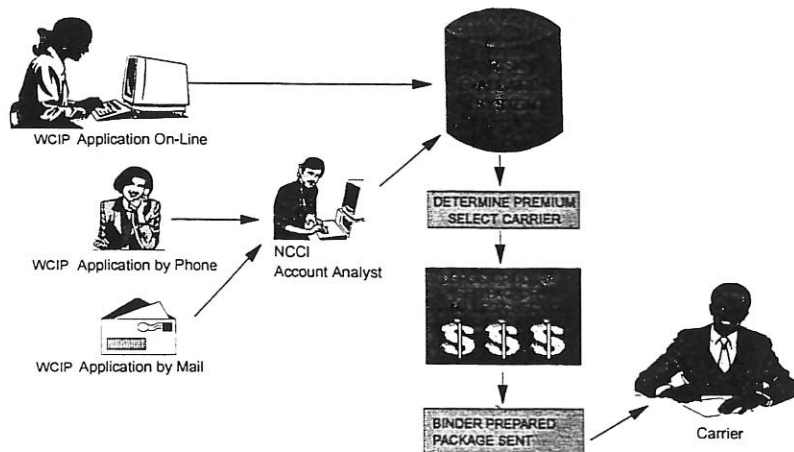 WCIP Application On-Line
WCIP Application by Phone
NCCI
Account Analyst
WCIP Application by Mail
DETERMINE PREMIUM
SELECT CARRIER
$ $ $
BINDER PREPARED
PACKAGE SENT
Carrier